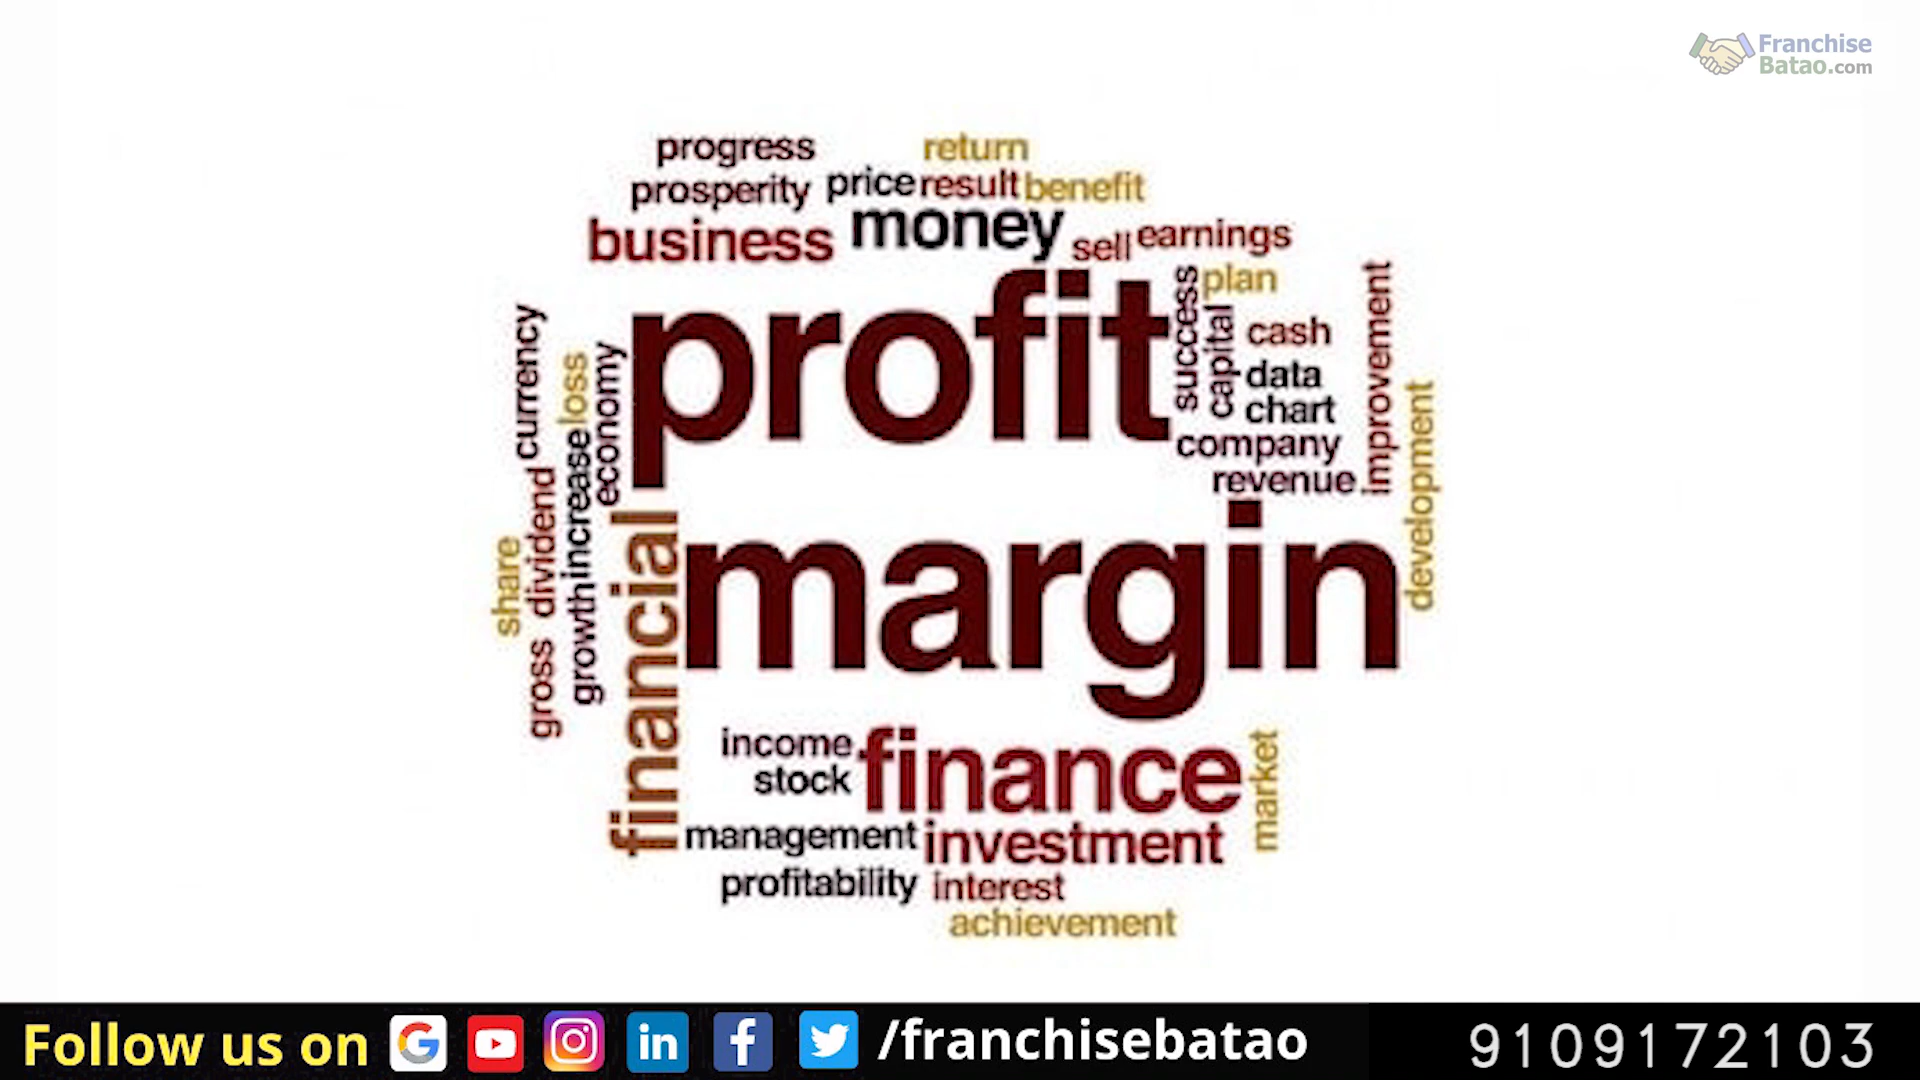 Franchise
Batao.com
progress return
prosperity price result benefit
business money sell earnings
profit
success plan
capital cash
data
chart
company
revenue
improvement
development
currency
loss
economy
increase
dividend
share
growth
gross
financial
margin
income finance
stock
market
management investment
profitability interest
achievement
Follow us on /franchisebatao 9109172103